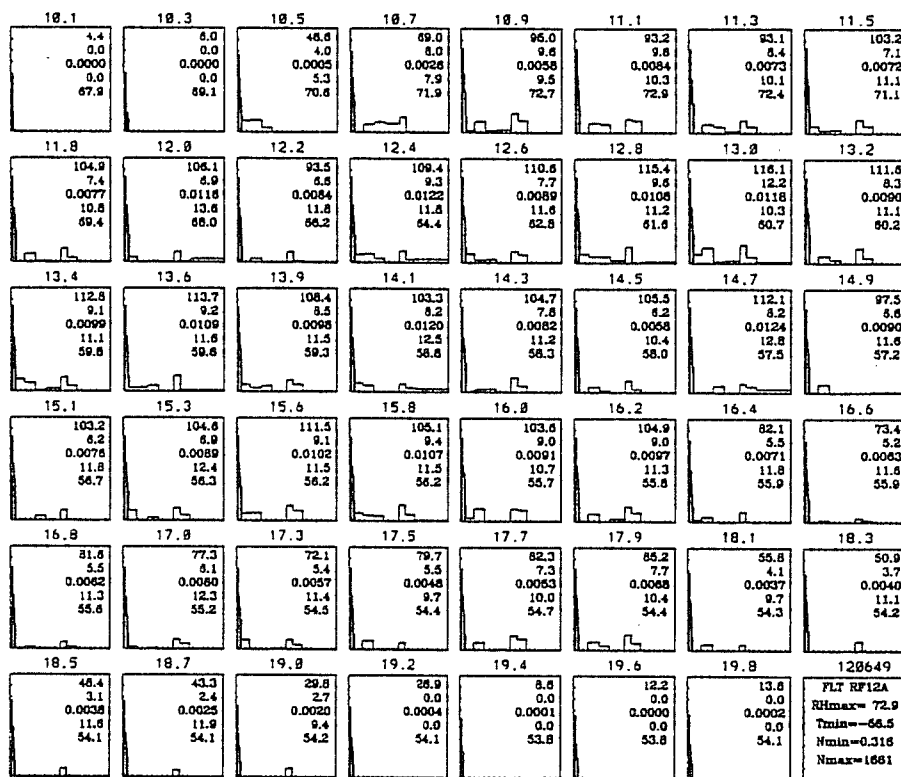 10.1 10.3 10.5 10.7 10.9 11.1 11.3 11.5
4.4 6.0 46.6 69.0 96.0 93.2 93.1 103.2
0.0 0.0 4.0 6.0 9.6 9.6 8.4 7.1
0.0000 0.0000 0.0005 0.0026 0.0058 0.0084 0.0073 0.0072
0.0 0.0 5.3 7.9 9.5 10.3 10.1 11.1
67.9 69.1 70.6 71.9 72.7 72.9 72.4 71.1
11.8 12.0 12.2 12.4 12.6 12.8 13.0 13.2
104.9 106.1 93.5 109.4 110.6 115.4 116.1 111.6
7.4 6.9 6.6 9.3 7.7 9.6 12.2 8.3
0.0077 0.0116 0.0084 0.0122 0.0089 0.0108 0.0118 0.0090
10.8 13.6 11.8 11.8 11.6 11.2 10.3 11.1
69.4 68.0 66.2 64.4 62.8 61.6 60.7 60.2
13.4 13.6 13.9 14.1 14.3 14.5 14.7 14.9
112.8 113.7 108.4 103.3 104.7 105.5 112.1 97.5
9.1 9.2 8.5 8.2 7.8 6.2 8.2 8.6
0.0099 0.0109 0.0098 0.0120 0.0082 0.0058 0.0124 0.0090
11.1 11.6 11.5 12.5 11.2 10.4 12.8 11.6
59.8 59.6 59.3 58.8 58.3 58.0 57.5 57.2
15.1 15.3 15.6 15.8 16.0 16.2 16.4 16.6
103.2 104.6 111.5 105.1 103.6 104.9 82.1 73.4
6.2 6.9 9.1 9.4 9.0 9.0 5.5 5.2
0.0076 0.0089 0.0102 0.0107 0.0091 0.0097 0.0071 0.0063
11.8 12.4 11.5 11.5 10.7 11.3 11.8 11.6
56.7 56.3 56.2 56.2 55.7 55.8 55.9 55.9
16.8 17.0 17.3 17.5 17.7 17.9 18.1 18.3
81.6 77.3 72.1 79.7 82.3 85.2 55.8 50.9
5.5 6.1 5.4 5.5 7.3 7.7 4.1 3.7
0.0062 0.0080 0.0057 0.0048 0.0063 0.0068 0.0037 0.0040
11.3 12.3 11.4 9.7 10.0 10.4 9.7 11.1
55.6 55.2 54.5 54.4 54.7 54.4 54.3 54.2
18.5 18.7 19.0 19.2 19.4 19.6 19.8 120649
46.4 43.3 29.8 26.9 8.6 12.2 13.6 FLT RF12A
3.1 2.4 2.7 0.0 0.0 0.0 0.0 RHmax= 72.9
0.0036 0.0025 0.0020 0.0004 0.0001 0.0000 0.0002 Tmin=-56.5
11.6 11.9 9.4 0.0 0.0 0.0 0.0 Nmin=0.316
54.1 54.1 54.2 54.1 53.8 53.8 54.1 Nmax=1661